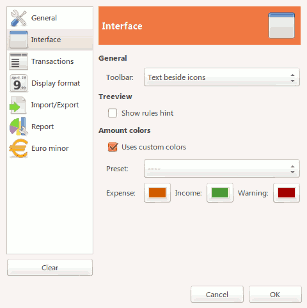 General
Interface
Transactions
Display format
Import/Export
Report
Euro minor
Clear
Interface
General
Toolbar: Text beside icons
Treeview
Show rules hint
Amount colors
Uses custom colors
Preset: ----
Expense: Income: Warning:
Cancel OK